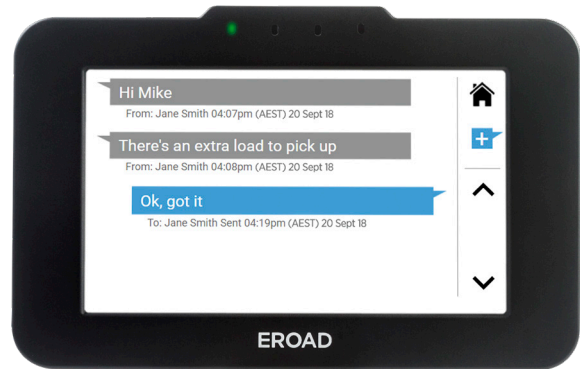 Hi Mike
From: Jane Smith 04:07pm (AEST) 20 Sept 18
There's an extra load to pick up
From: Jane Smith 04:08pm (AEST) 20 Sept 18
Ok, got it
To: Jane Smith Sent 04:19pm (AEST) 20 Sept 18
EROAD